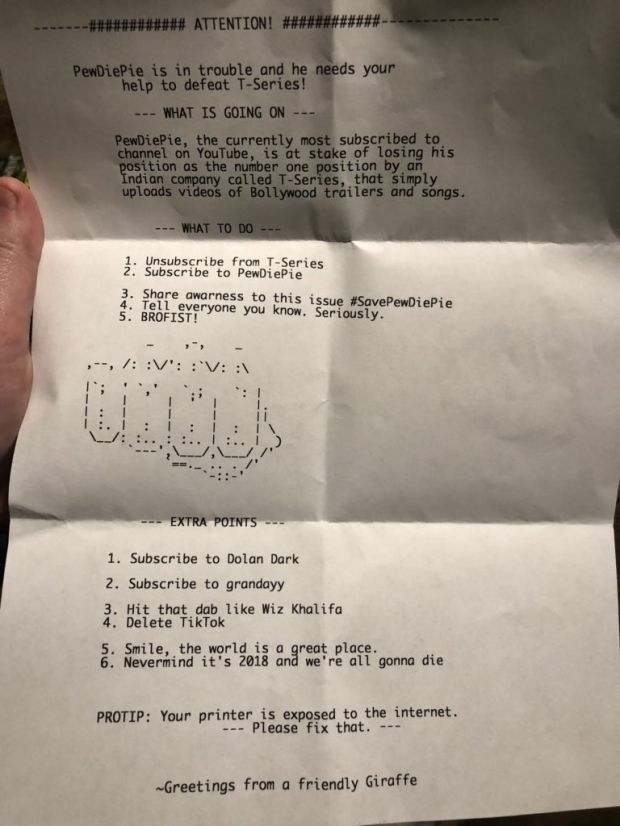 -------############ ATTENTION! ############---------------
PewDiePie is in trouble and he needs your
help to defeat T-Series!
--- WHAT IS GOING ON ---
PewDiePie, the currently most subscribed to
channel on YouTube, is at stake of losing his
position as the number one position by an
Indian company called T-Series, that simply
uploads videos of Bollywood trailers and songs.
--- WHAT TO DO ---
1. Unsubscribe from T-Series
2. Subscribe to PewDiePie
3. Share awarness to this issue #SavePewDiePie
4. Tell everyone you know. Seriously.
5. BROFIST!
--- EXTRA POINTS ---
1. Subscribe to Dolan Dark
2. Subscribe to grandayy
3. Hit that dab like Wiz Khalifa
4. Delete TikTok
5. Smile, the world is a great place.
6. Nevermind it's 2018 and we're all gonna die
PROTIP: Your printer is exposed to the internet.
--- Please fix that. ---
~Greetings from a friendly Giraffe